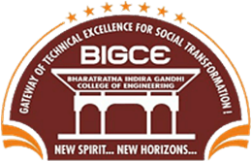 GATEWAY OF TECHNICAL EXCELLENCE FOR SOCIAL TRANSFORMATION !
BIGCE
BHARATRATNA INDIRA GANDHI
COLLEGE OF ENGINEERING
NEW SPIRIT... NEW HORIZONS...